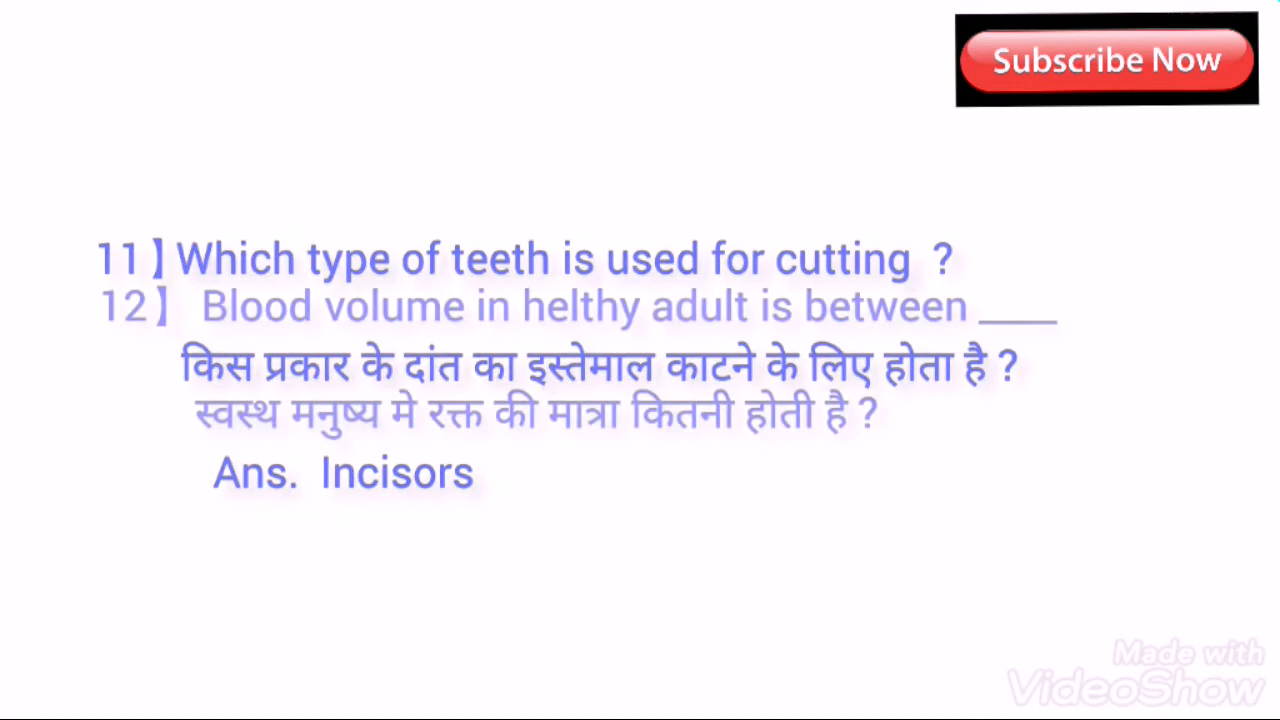 Subscribe Now
11】Which type of teeth is used for cutting ?
12】 Blood volume in helthy adult is between ____
किस प्रकार के दांत का इस्तेमाल काटने के लिए होता है ?
स्वस्थ मनुष्य मे रक्त की मात्रा कितनी होती है ?
Ans. Incisors
Made with
VideoShow